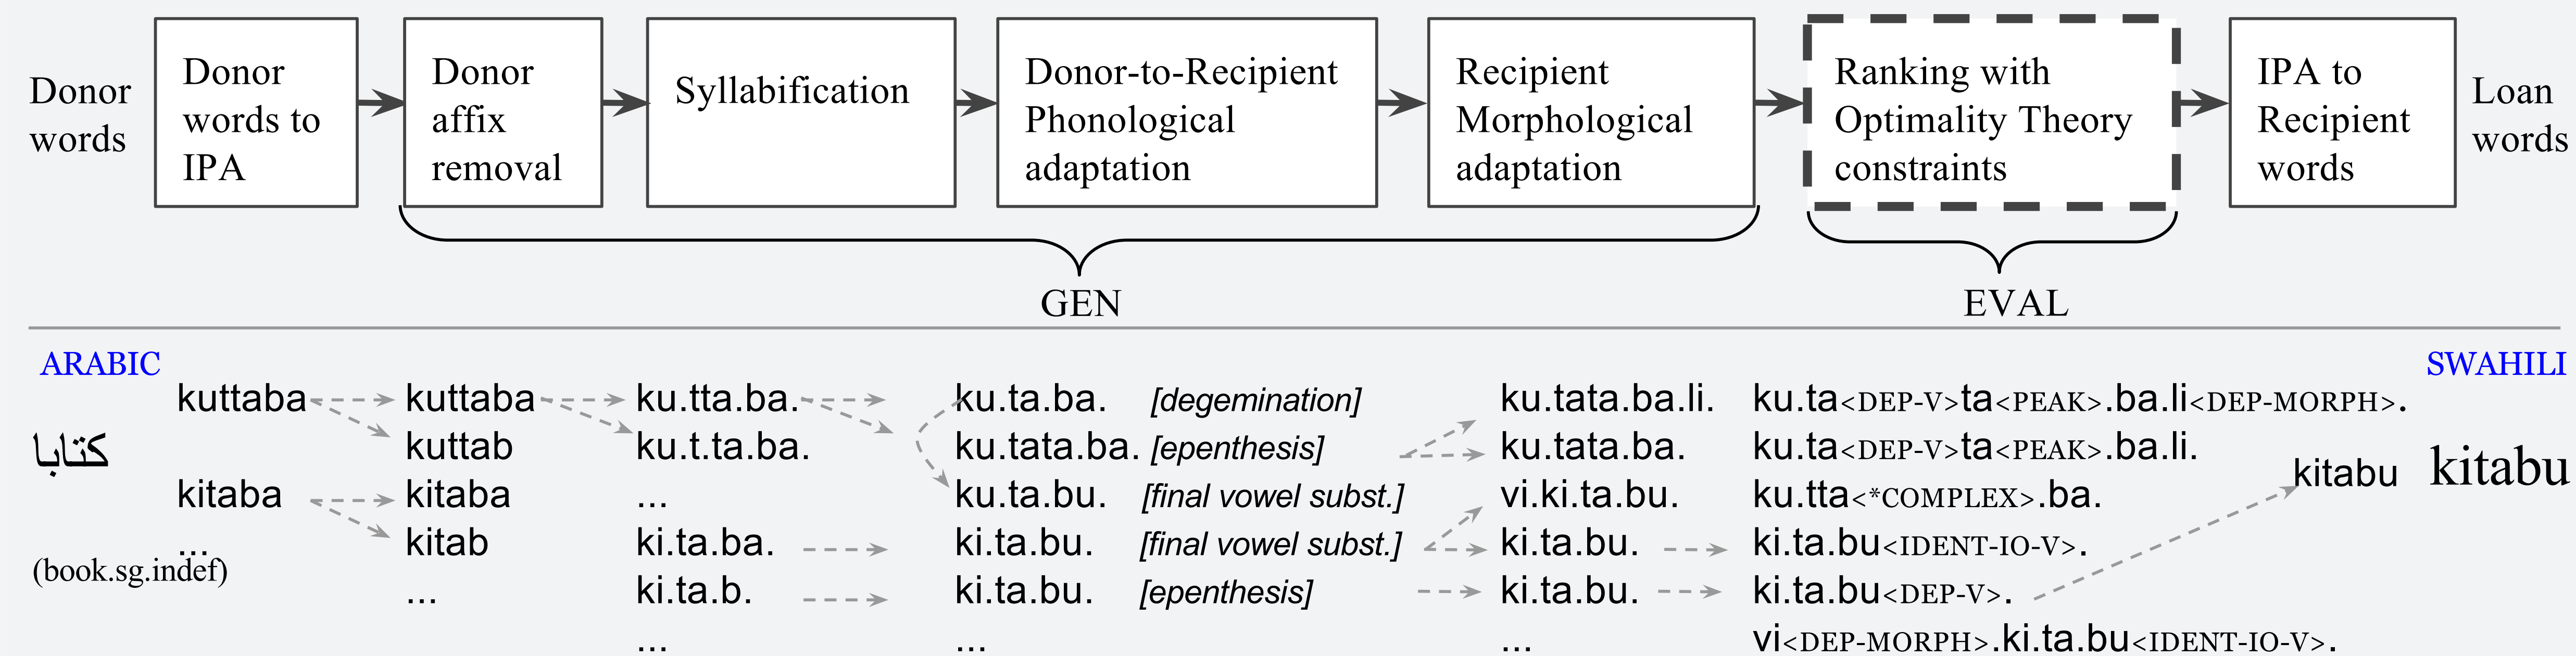 Donor
words
Donor
words to
IPA
Donor
affix
removal
Syllabification
Donor-to-Recipient
Phonological
adaptation
Recipient
Morphological
adaptation
Ranking with
Optimality Theory
constraints
IPA to
Recipient
words
Loan
words
GEN
EVAL
ARABIC
كتابا
(book.sg.indef)
kuttaba
kitaba
...
kuttaba
kuttab
kitaba
kitab
...
ku.tta.ba.
ku.t.ta.ba.
...
ki.ta.ba.
ki.ta.b.
...
ku.ta.ba. [degemination]
ku.tata.ba. [epenthesis]
ku.ta.bu. [final vowel subst.]
ki.ta.bu. [final vowel subst.]
ki.ta.bu. [epenthesis]
...
ku.tata.ba.li.
ku.tata.ba.
vi.ki.ta.bu.
ki.ta.bu.
ki.ta.bu.
...
ku.ta<DEP-V>ta<PEAK>.ba.li<DEP-MORPH>.
ku.ta<DEP-V>ta<PEAK>.ba.li.
ku.tta<*COMPLEX>.ba.
ki.ta.bu<IDENT-IO-V>.
ki.ta.bu<DEP-V>.
vi<DEP-MORPH>.ki.ta.bu<IDENT-IO-V>.
kitabu
SWAHILI
kitabu